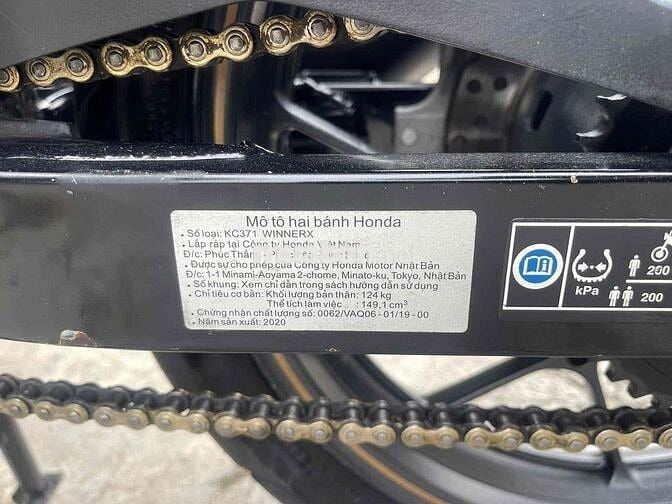 Mô tô hai bánh Honda
• Số loại: KC371 WINNERX
• Lắp ráp tại Công ty Honda Việt Nam
Đ/c: Phúc Thắng
• Được sự cho phép của Công ty Honda Motor Nhật Bản
Đ/c: 1-1 Minami-Aoyama 2-chome, Minato-ku, Tokyo, Nhật Bản
• Số khung: Xem chỉ dẫn trong sách hướng dẫn sử dụng
• Chỉ tiêu cơ bản: Khối lượng bản thân: 124 kg
Thể tích làm việc : 149,1 cm³
• Chứng nhận chất lượng số: 0062/VAQ06 - 01/19 - 00
• Năm sản xuất: 2020
kPa
200
200